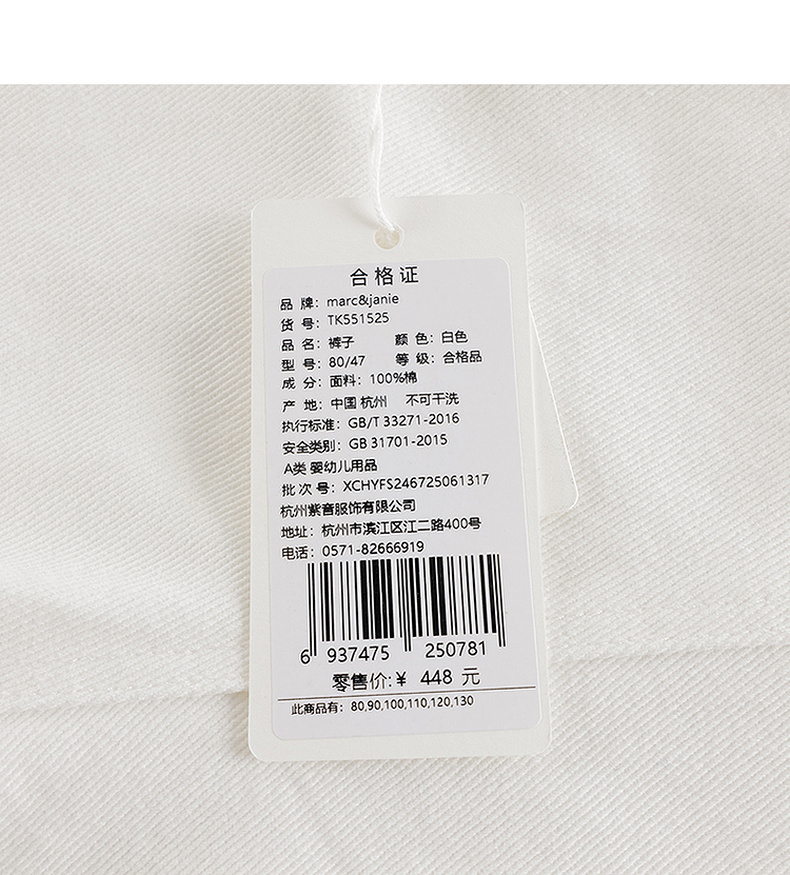 合格证
品 牌：marc&janie
货 号：TK551525
品 名：裤子 颜 色：白色
型 号：80/47 等 级：合格品
成 分：面料：100%棉
产 地：中国 杭州 不可干洗
执行标准：GB/T 33271-2016
安全类别：GB 31701-2015
A类 婴幼儿用品
批 次 号：XCHYFS246725061317
杭州紫音服饰有限公司
地址：杭州市滨江区江二路400号
电话：0571-82666919
6 937475 250781
零售价:￥ 448 元
此商品有：80,90,100,110,120,130